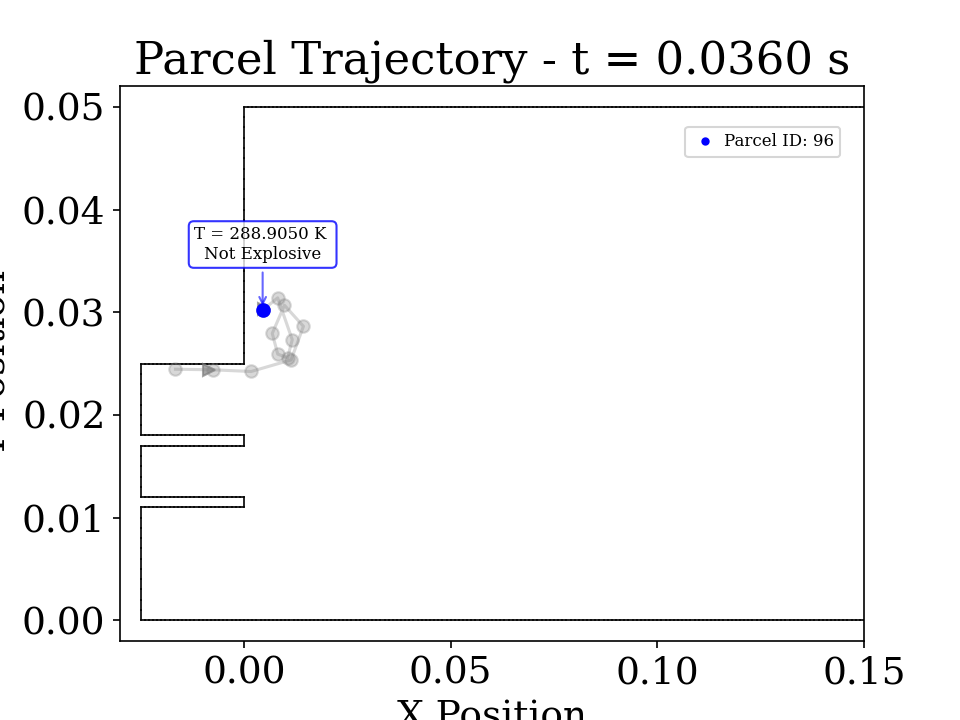 Parcel Trajectory - t = 0.0360 s
0.05
Parcel ID: 96
0.04
T = 288.9050 K
Not Explosive
0.03
0.02
0.01
0.00
0.00 0.05 0.10 0.15
X Position